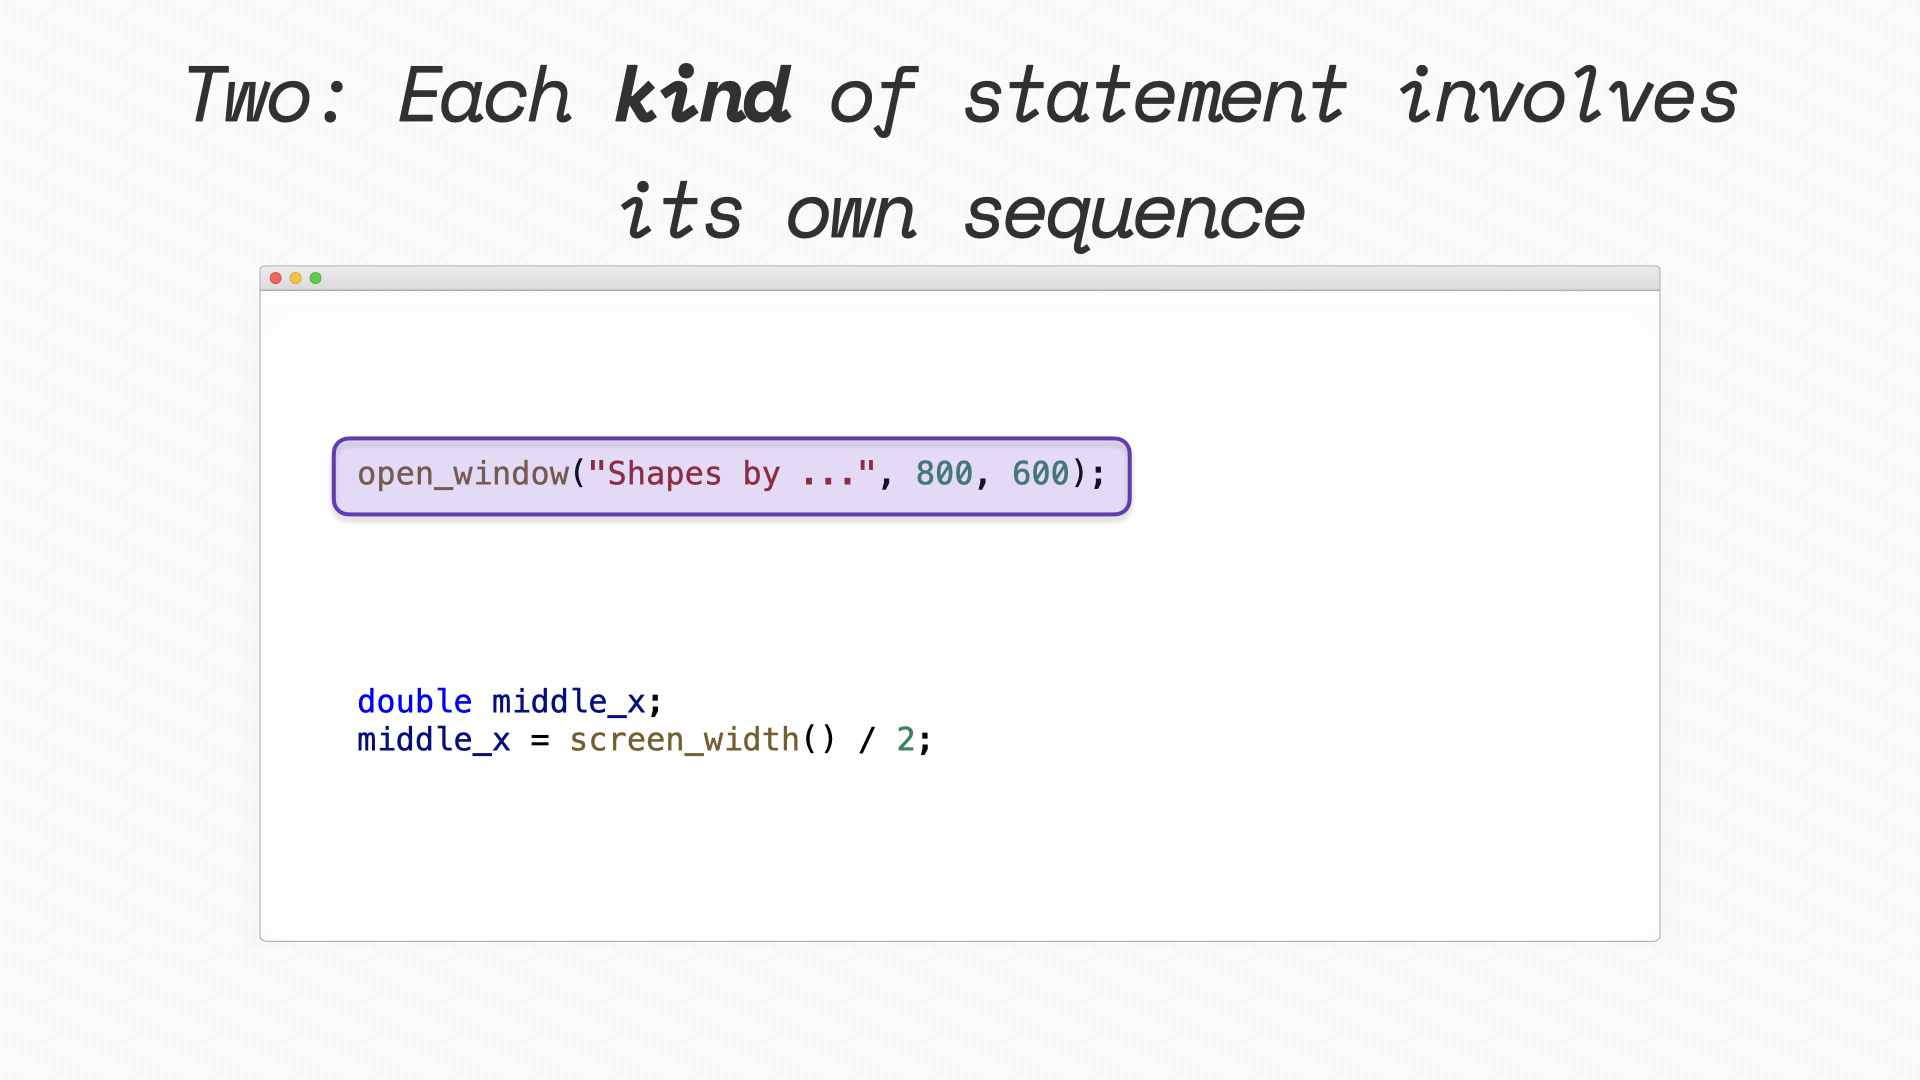 Two: Each kind of statement involves
its own sequence
open_window("Shapes by ...", 800, 600);
double middle_x;
middle_x = screen_width() / 2;